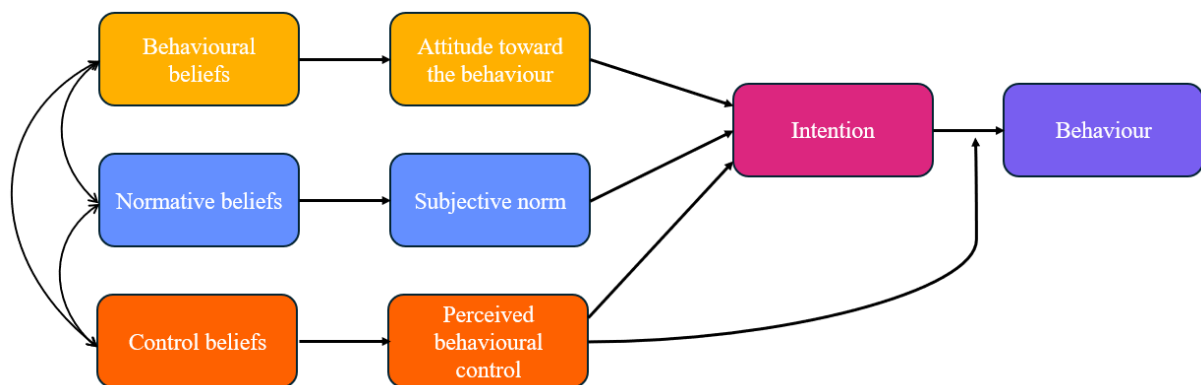 Behavioural
beliefs
Attitude toward
the behaviour
Intention
Behaviour
Normative beliefs
Subjective norm
Control beliefs
Perceived
behavioural
control